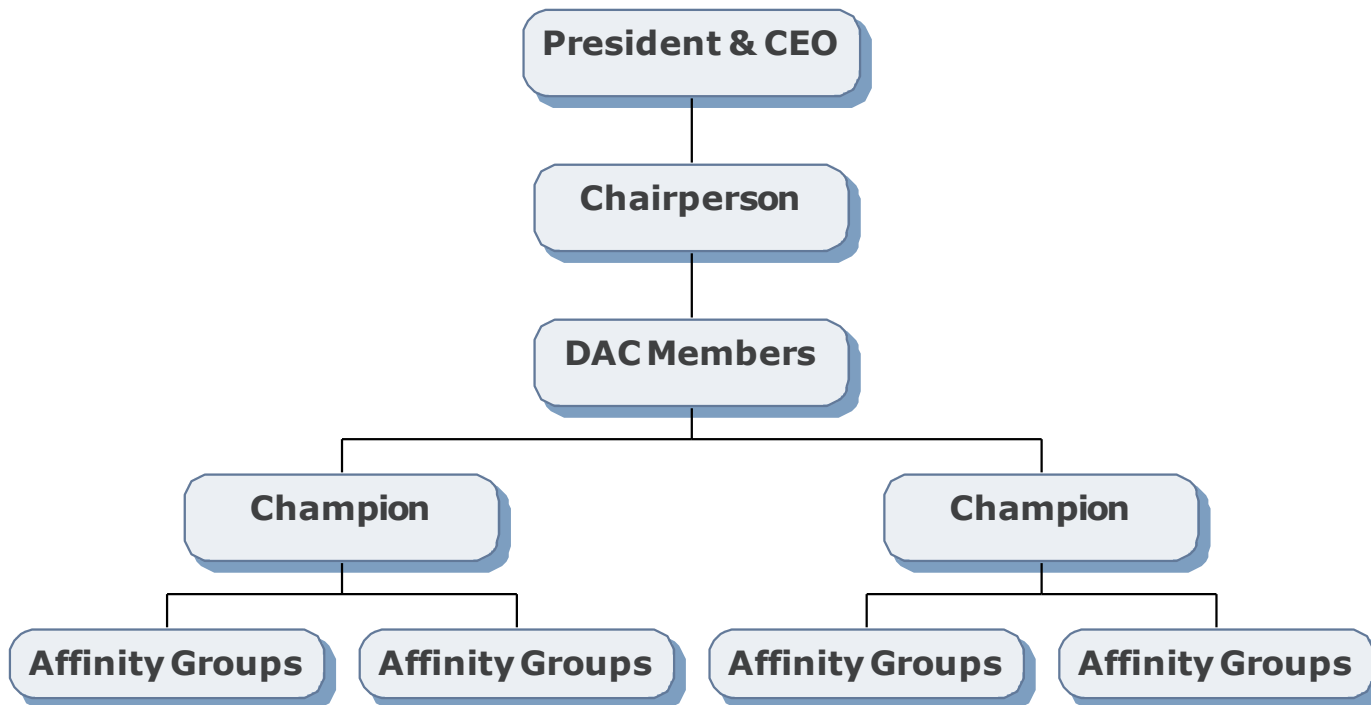 President & CEO
Chairperson
DAC Members
Champion
Champion
Affinity Groups
Affinity Groups
Affinity Groups
Affinity Groups